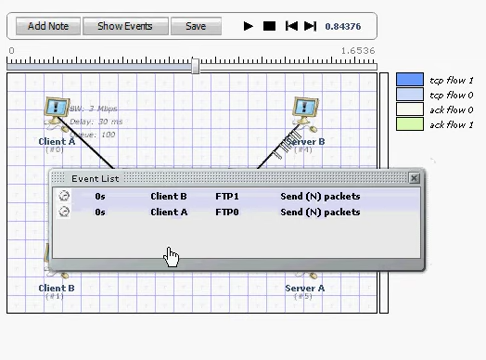 Add Note Show Events Save 0.84376
0 1.6536
tcp flow 1
tcp flow 0
ack flow 0
ack flow 1
BW: 3 Mbps
Delay: 30 ms
Queue: 100
Client A
(#0)
Server B
(#4)
Event List
0s Client B FTP1 Send (N) packets
0s Client A FTP0 Send (N) packets
Client B
(#1)
Server A
(#5)